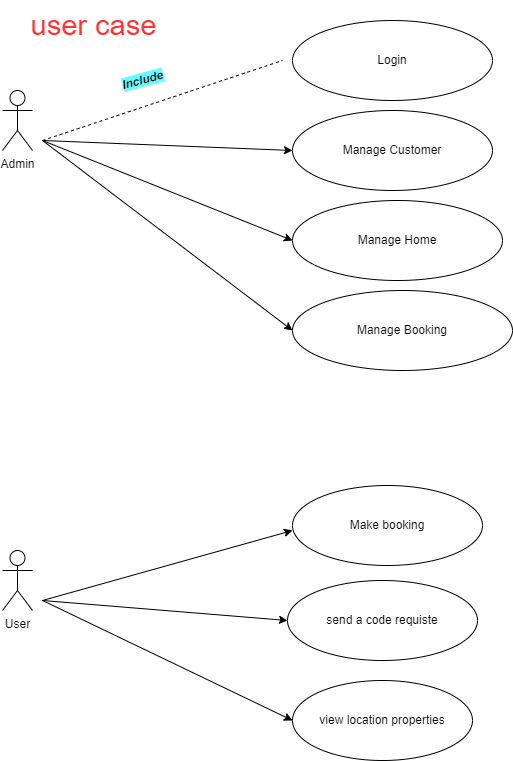 user case
Login
Include
Manage Customer
Admin
Manage Home
Manage Booking
Make booking
send a code requiste
User
view location properties